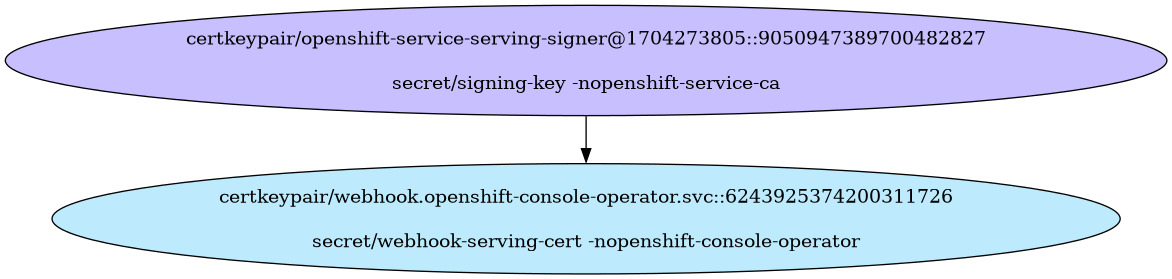 certkeypair/openshift-service-serving-signer@1704273805::9050947389700482827
secret/signing-key -nopenshift-service-ca
certkeypair/webhook.openshift-console-operator.svc::6243925374200311726
secret/webhook-serving-cert -nopenshift-console-operator